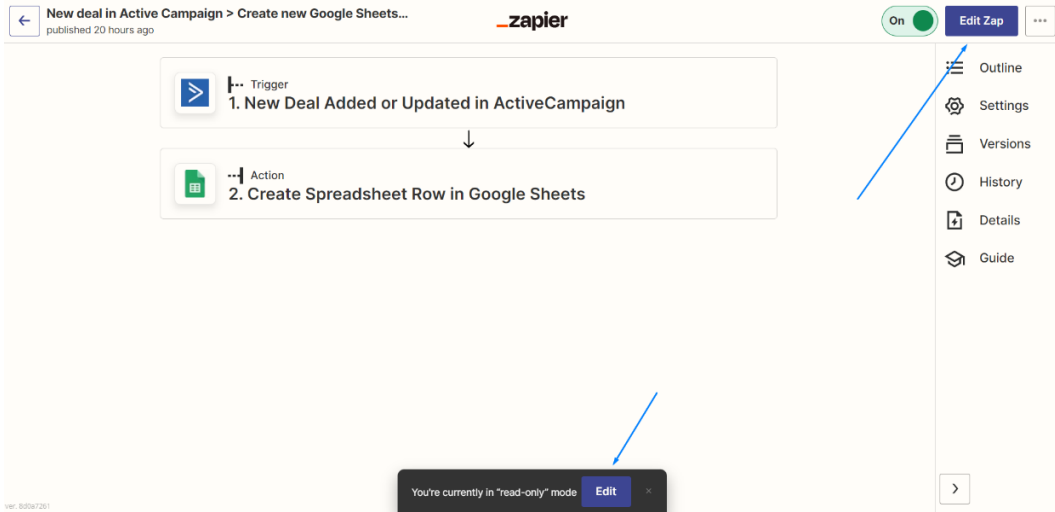 New deal in Active Campaign > Create new Google Sheets...
published 20 hours ago
_zapier
On
Edit Zap
Outline
Settings
Versions
History
Details
Guide
Trigger
1. New Deal Added or Updated in ActiveCampaign
Action
2. Create Spreadsheet Row in Google Sheets
You're currently in "read-only" mode
Edit
ver. 8d0a7261